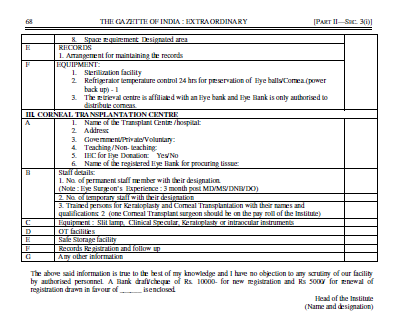 68 THE GAZETTE OF INDIA : EXTRAORDINARY [PART II—SEC. 3(i)]
8. Space requirement: Designated area
E RECORDS
1. Arrangement for maintaining the records
F EQUIPMENT:
1. Sterilization facility
2. Refrigerator temperature control 24 hrs for preservation of Eye balls/Cornea.(power
back up) - 1
3. The retrieval centre is affiliated with an Eye bank and Eye Bank is only authorised to
distribute corneas.
III. CORNEAL TRANSPLANTATION CENTRE
A 1. Name of the Transplant Centre /hospital:
2. Address:
3. Government/Private/Voluntary:
4. Teaching /Non- teaching:
5. IEC for Eye Donation: Yes/No
6. Name of the registered Eye Bank for procuring tissue:
B Staff details:
1. No. of permanent staff member with their designation.
(Note : Eye Surgeon's Experience : 3 month post MD/MS/DNB/DO)
2. No. of temporary staff with their designation
3. Trained persons for Keratoplasty and Corneal Transplantation with their names and
qualifications: 2 (one Corneal Transplant surgeon should be on the pay roll of the Institute)
C Equipment : Slit lamp, Clinical Specular, Keratoplasty or intraocular instruments
D OT facilities
E Safe Storage facility
F Records Registration and follow up
G Any other information
The above said information is true to the best of my knowledge and I have no objection to any scrutiny of our facility
by authorised personnel. A Bank draft/cheque of Rs. 10000- for new registration and Rs 5000/ for renewal of
registration drawn in favour of ______ is enclosed.
Head of the Institute
(Name and designation)